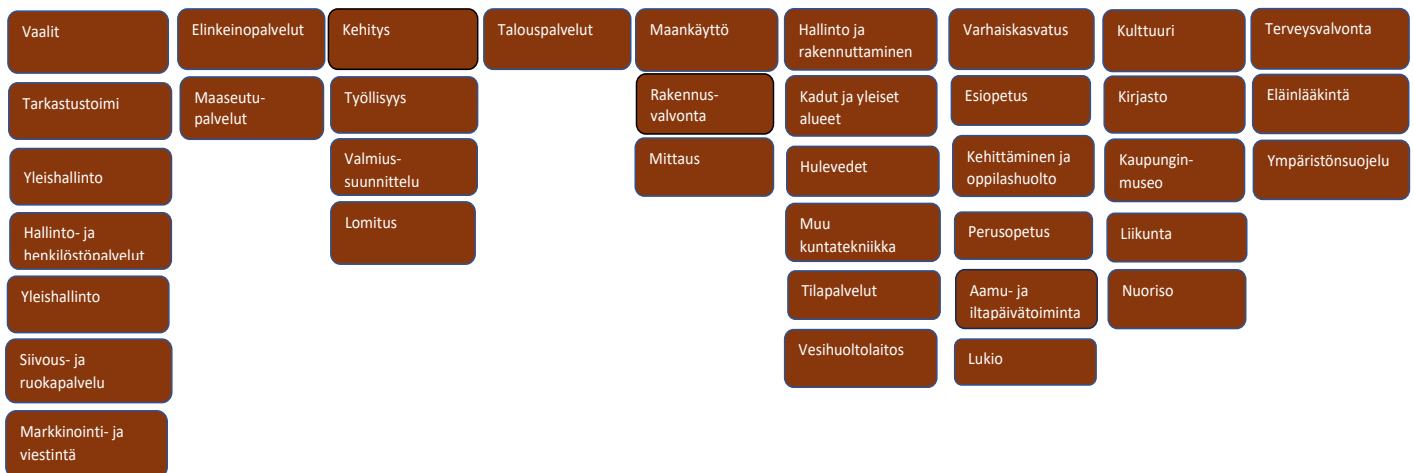 Vaalit
Tarkastustoimi
Yleishallinto
Hallinto- ja
henkilöstöpalvelut
Yleishallinto
Siivous- ja
ruokapalvelu
Markkinointi- ja
viestintä
Elinkeinopalvelut
Maaseutu-
palvelut
Kehitys
Työllisyys
Valmius-
suunnittelu
Lomitus
Talouspalvelut
Maankäyttö
Rakennus-
valvonta
Mittaus
Hallinto ja
rakennuttaminen
Kadut ja yleiset
alueet
Hulevedet
Muu
kuntatekniikka
Tilapalvelut
Vesihuoltolaitos
Varhaiskasvatus
Esiopetus
Kehittäminen ja
oppilashuolto
Perusopetus
Aamu- ja
iltapäivätoiminta
Lukio
Kulttuuri
Kirjasto
Kaupungin-
museo
Liikunta
Nuoriso
Terveysvalvonta
Eläinlääkintä
Ympäristönsuojelu